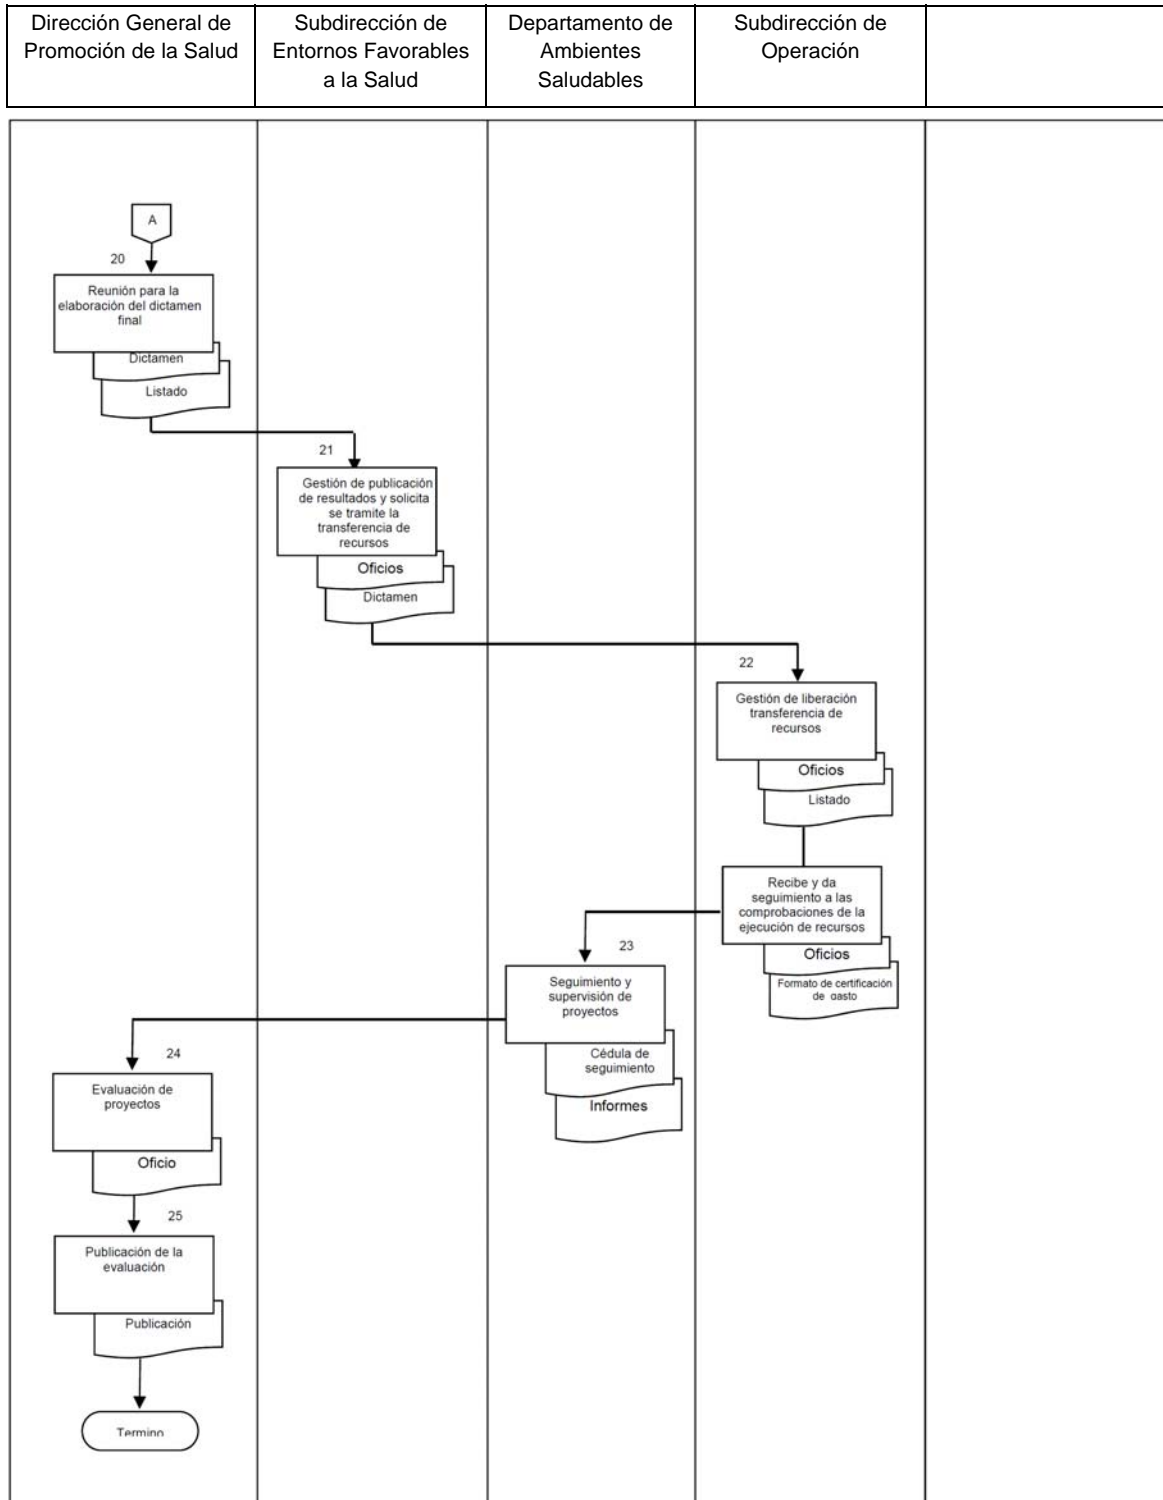 Dirección General de
Promoción de la Salud
Subdirección de
Entornos Favorables
a la Salud
Departamento de
Ambientes
Saludables
Subdirección de
Operación
A
20
Reunión para la
elaboración del dictamen
final
Dictamen
Listado
21
Gestión de publicación
de resultados y solicita
se tramite la
transferencia de
recursos
Oficios
Dictamen
22
Gestión de liberación
transferencia de
recursos
Oficios
Listado
Recibe y da
seguimiento a las
comprobaciones de la
ejecución de recursos
Oficios
Formato de certificación
de gasto
23
Seguimiento y
supervisión de
proyectos
Cédula de
seguimiento
Informes
24
Evaluación de
proyectos
Oficio
25
Publicación de la
evaluación
Publicación
Termino